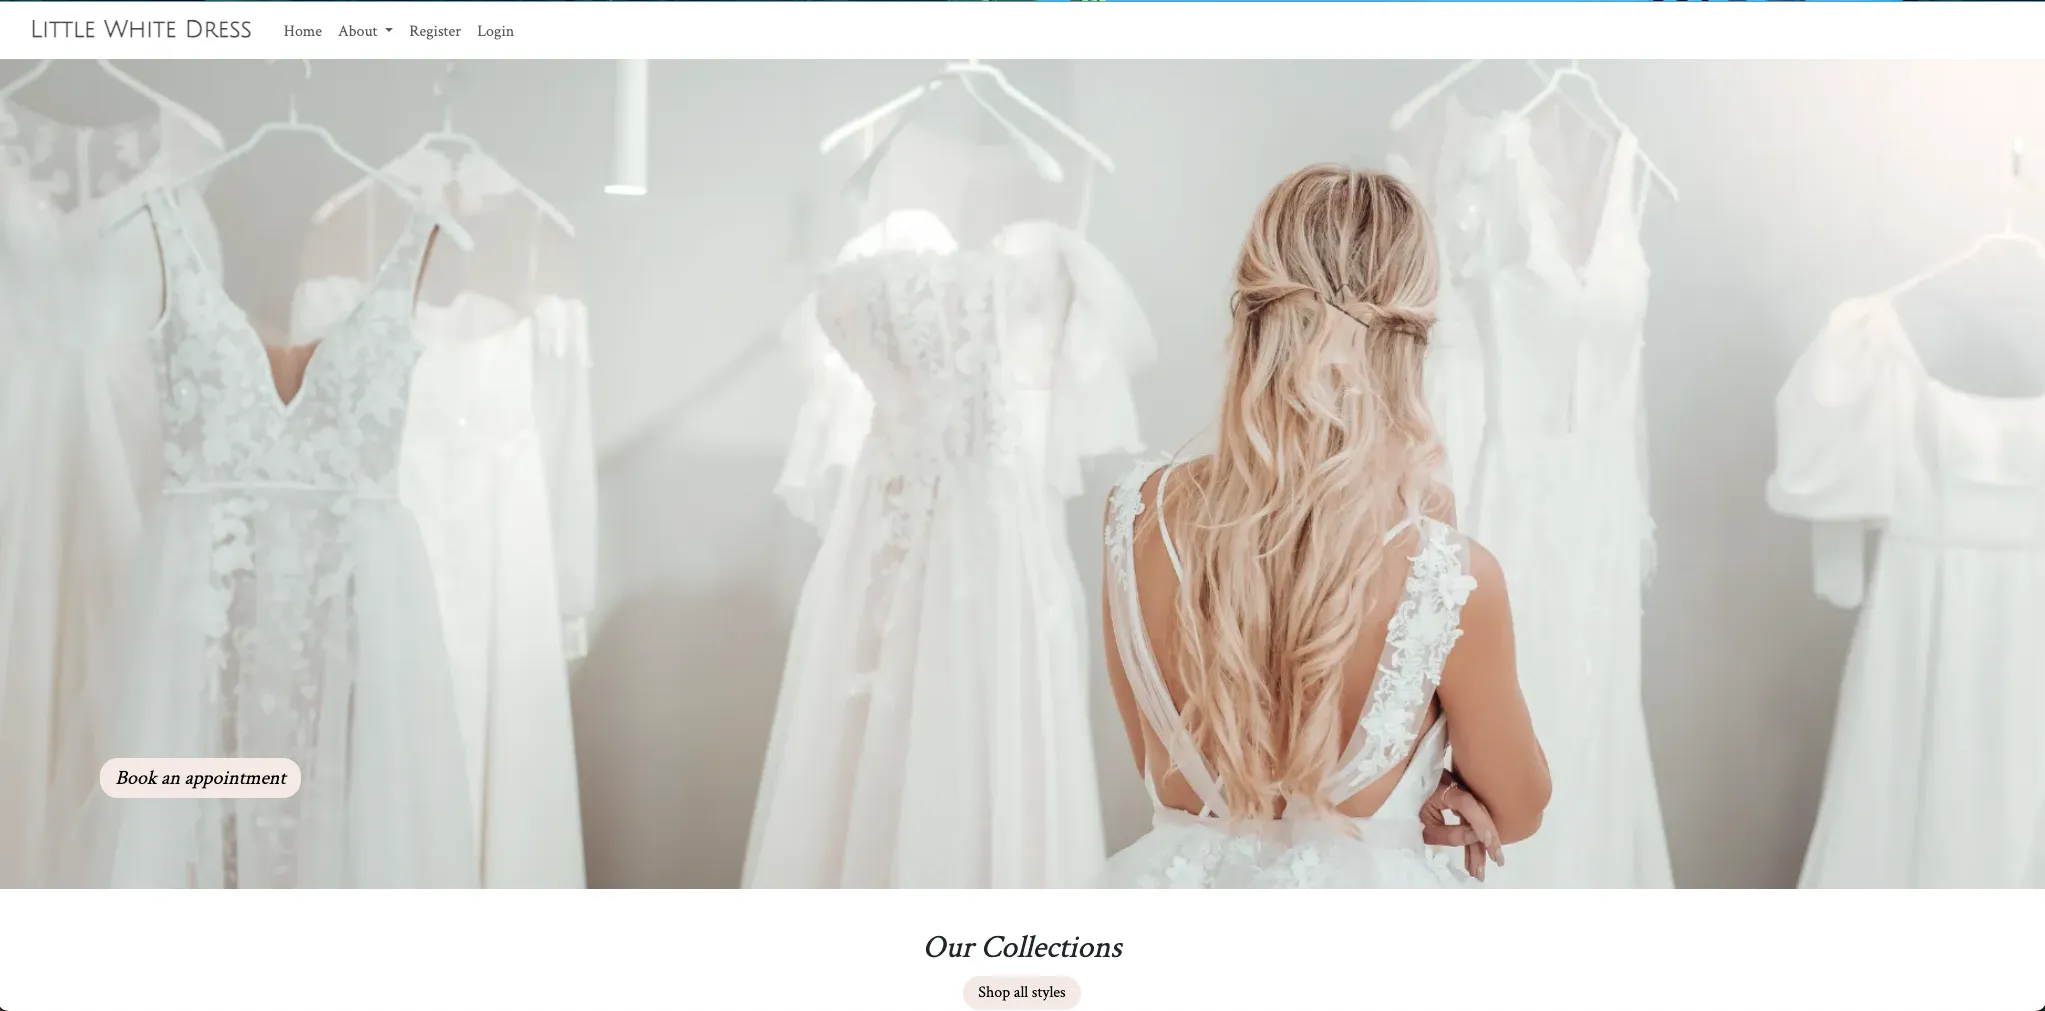 LITTLE WHITE DRESS Home About Register Login
Book an appointment
Our Collections
Shop all styles